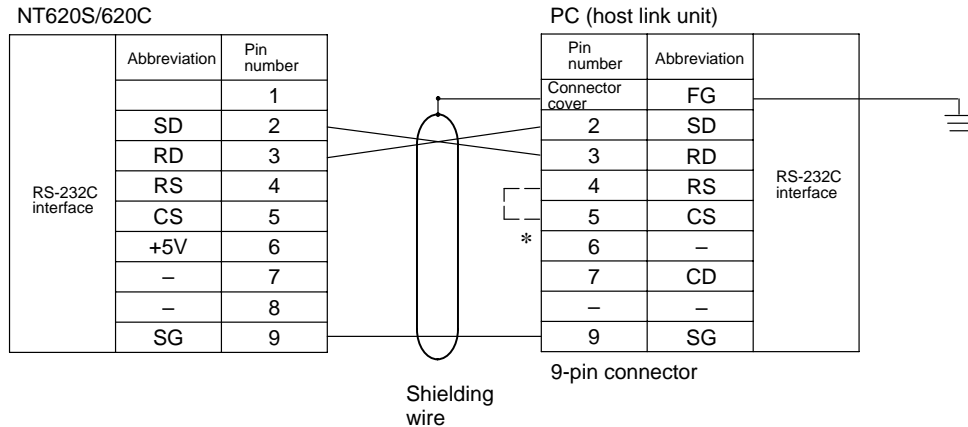 NT620S/620C
PC (host link unit)
Abbreviation Pin number
1
SD 2
RD 3
RS 4
CS 5
+5V 6
– 7
– 8
SG 9
RS-232C
interface
Pin number Abbreviation
Connector cover FG
2 SD
3 RD
4 RS
5 CS
* 6 –
7 CD
– –
9 SG
RS-232C
interface
9-pin connector
Shielding
wire